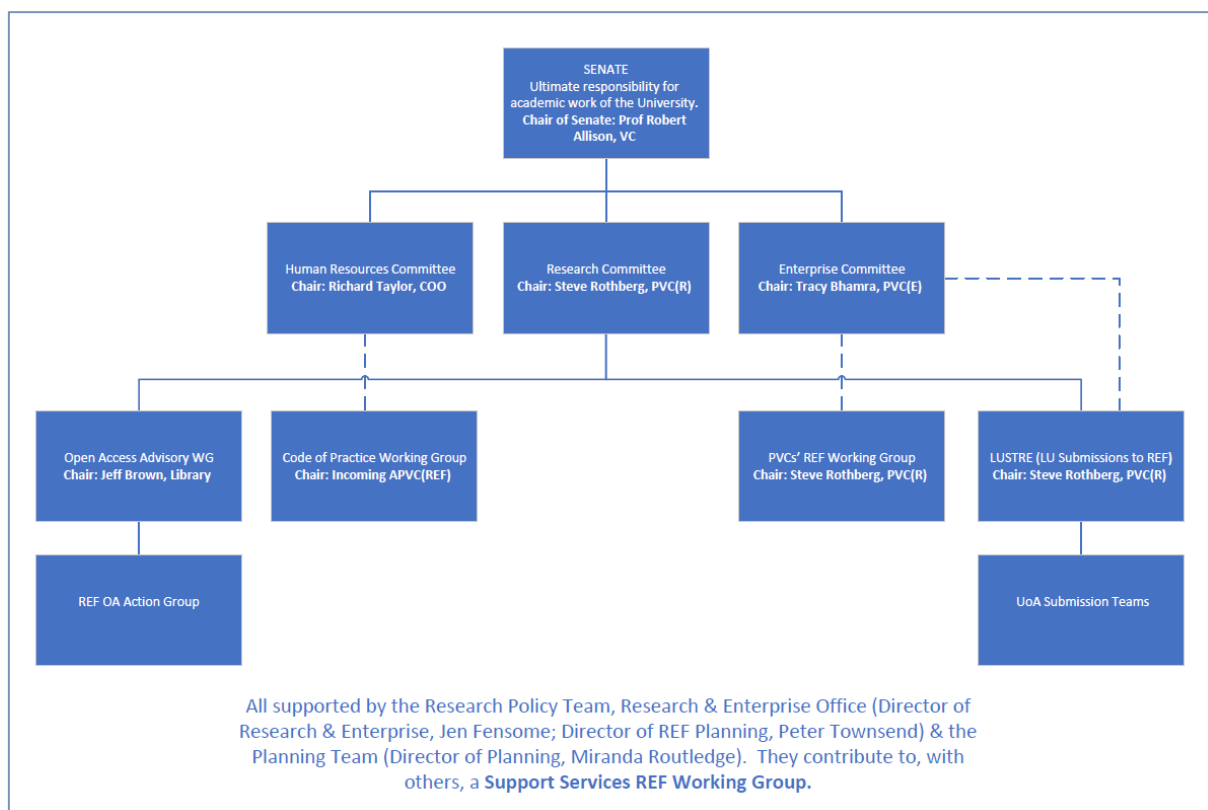 SENATE
Ultimate responsibility for
academic work of the University.
Chair of Senate: Prof Robert
Allison, VC
Human Resources Committee
Chair: Richard Taylor, COO
Research Committee
Chair: Steve Rothberg, PVC(R)
Enterprise Committee
Chair: Tracy Bhamra, PVC(E)
Open Access Advisory WG
Chair: Jeff Brown, Library
Code of Practice Working Group
Chair: Incoming APVC(REF)
PVCs' REF Working Group
Chair: Steve Rothberg, PVC(R)
LUSTRE (LU Submissions to REF)
Chair: Steve Rothberg, PVC(R)
REF OA Action Group
UoA Submission Teams
All supported by the Research Policy Team, Research & Enterprise Office (Director of
Research & Enterprise, Jen Fensome; Director of REF Planning, Peter Townsend) & the
Planning Team (Director of Planning, Miranda Routledge). They contribute to, with
others, a Support Services REF Working Group.